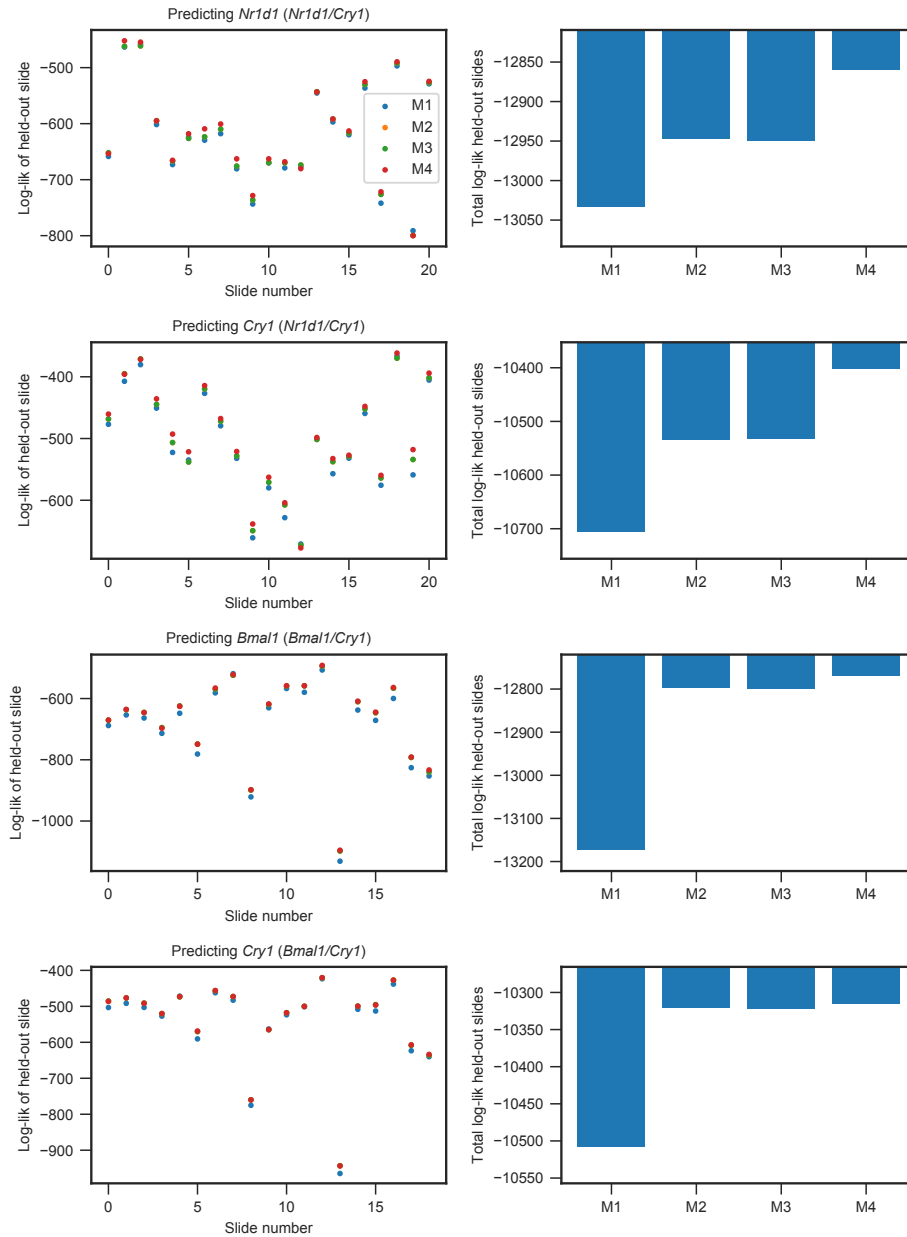 Predicting Nr1d1 (Nr1d1/Cry1)
Log-lik of held-out slide
−500
−600
−700
−800
M1
M2
M3
M4
0 5 10 15 20
Slide number
Total log-lik held-out slides
−12850
−12900
−12950
−13000
−13050
M1 M2 M3 M4
Predicting Cry1 (Nr1d1/Cry1)
Log-lik of held-out slide
−400
−500
−600
0 5 10 15 20
Slide number
Total log-lik held-out slides
−10400
−10500
−10600
−10700
M1 M2 M3 M4
Predicting Bmal1 (Bmal1/Cry1)
Log-lik of held-out slide
−600
−800
−1000
0 5 10 15
Slide number
Total log-lik held-out slides
−12800
−12900
−13000
−13100
−13200
M1 M2 M3 M4
Predicting Cry1 (Bmal1/Cry1)
Log-lik of held-out slide
−400
−500
−600
−700
−800
−900
0 5 10 15
Slide number
Total log-lik held-out slides
−10300
−10350
−10400
−10450
−10500
−10550
M1 M2 M3 M4